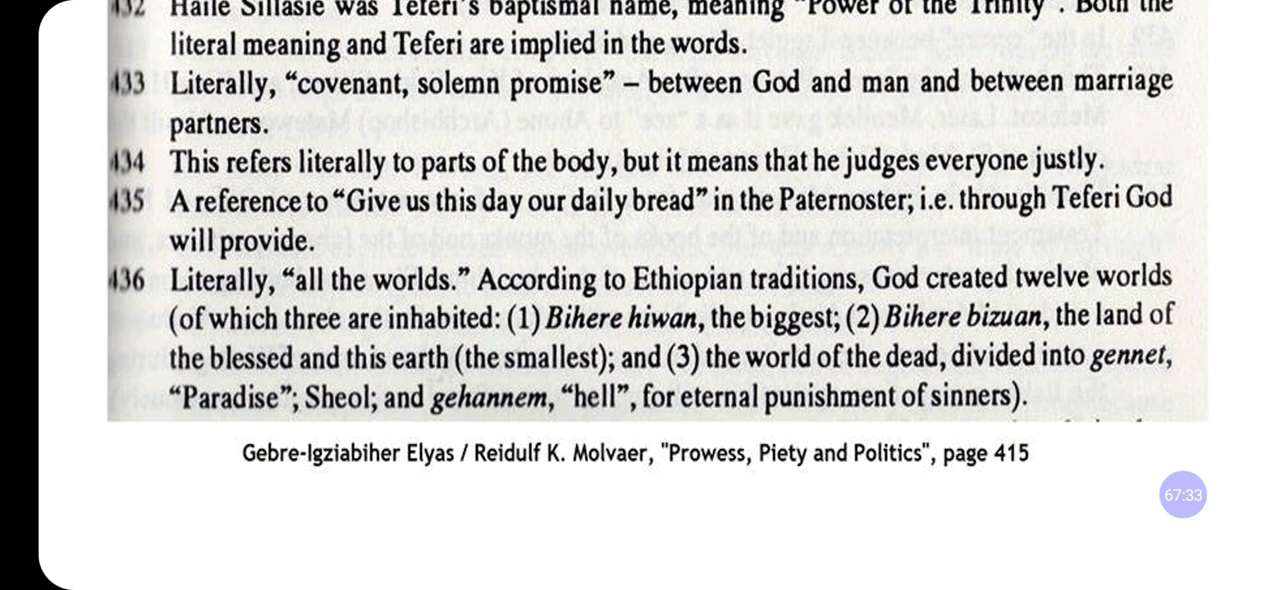 432 Haile Sillasie was Teferi's baptismal name, meaning "Power of the Trinity". Both the
literal meaning and Teferi are implied in the words.
433 Literally, "covenant, solemn promise" – between God and man and between marriage
partners.
434 This refers literally to parts of the body, but it means that he judges everyone justly.
435 A reference to "Give us this day our daily bread" in the Paternoster; i.e. through Teferi God
will provide.
436 Literally, "all the worlds." According to Ethiopian traditions, God created twelve worlds
(of which three are inhabited: (1) Bihere hiwan, the biggest; (2) Bihere bizuan, the land of
the blessed and this earth (the smallest); and (3) the world of the dead, divided into gennet,
"Paradise"; Sheol; and gehannem, "hell", for eternal punishment of sinners).
Gebre-Igziabiher Elyas / Reidulf K. Molvaer, "Prowess, Piety and Politics", page 415
67:33